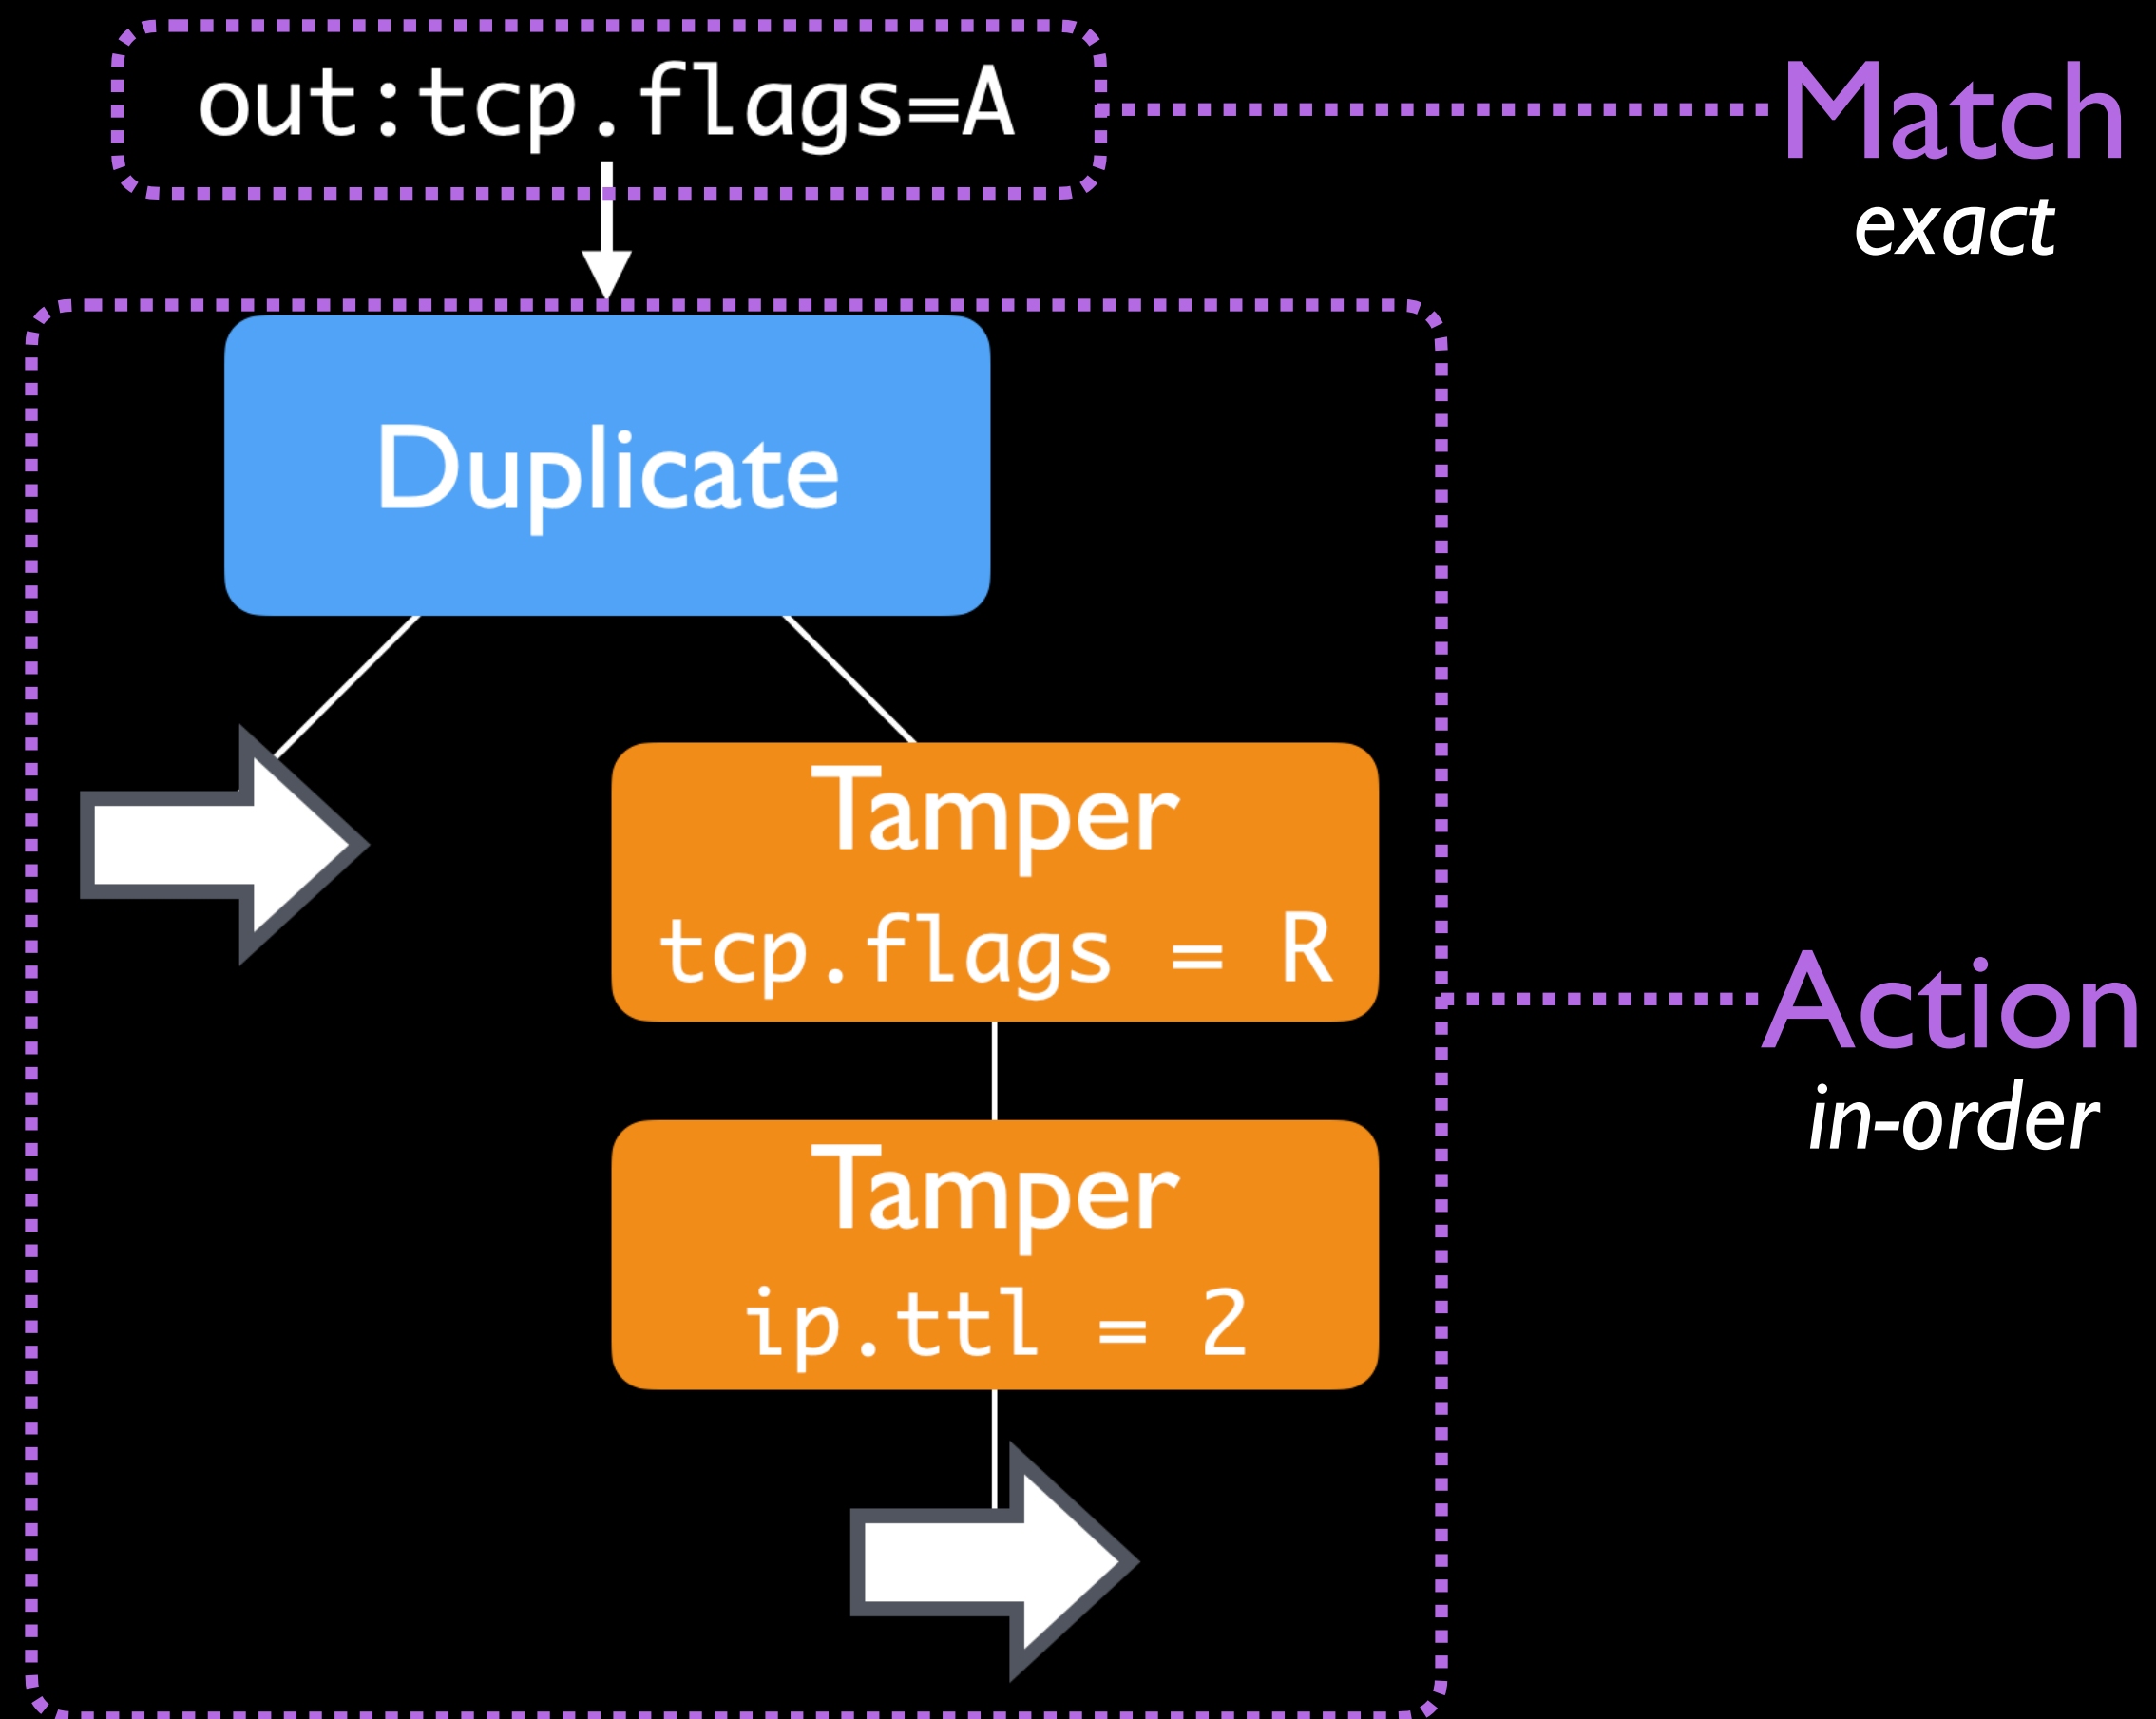 out:tcp.flags=A
Match
exact
Duplicate
Tamper
tcp.flags = R
Action
in-order
Tamper
ip.ttl = 2